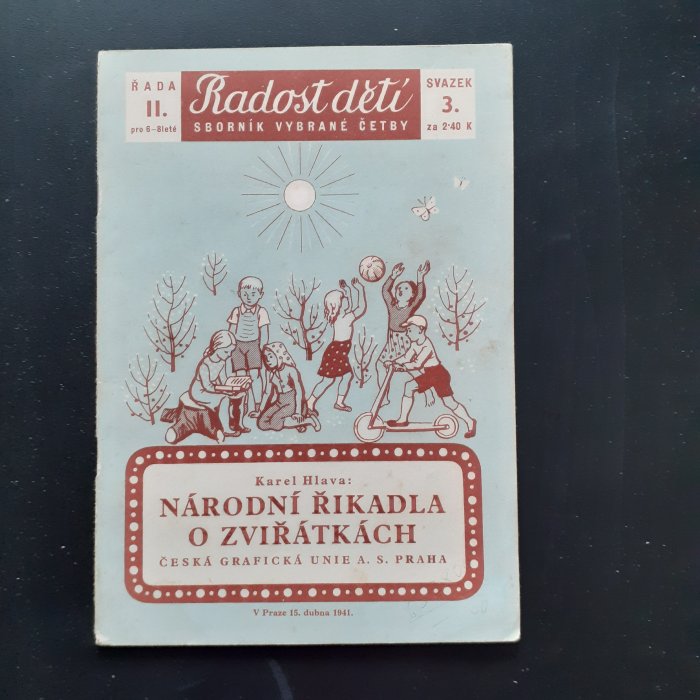 ŘADA
II.
pro 6-8leté
Radost dětí
SBORNÍK VYBRANÉ ČETBY
SVAZEK
3.
za 2·40 K
Karel Hlava:
NÁRODNÍ ŘIKADLA
O ZVIŘÁTKÁCH
ČESKÁ GRAFICKÁ UNIE A. S. PRAHA
V Praze 15. dubna 1941.